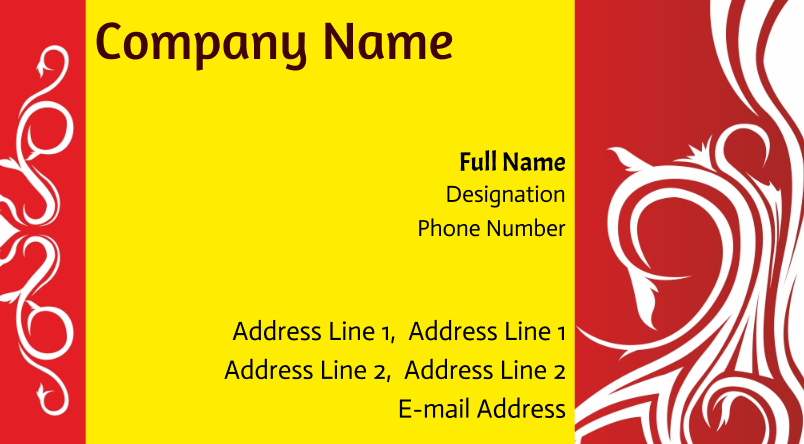 Company Name
Full Name
Designation
Phone Number
Address Line 1,  Address Line 1
Address Line 2,  Address Line 2
E-mail Address